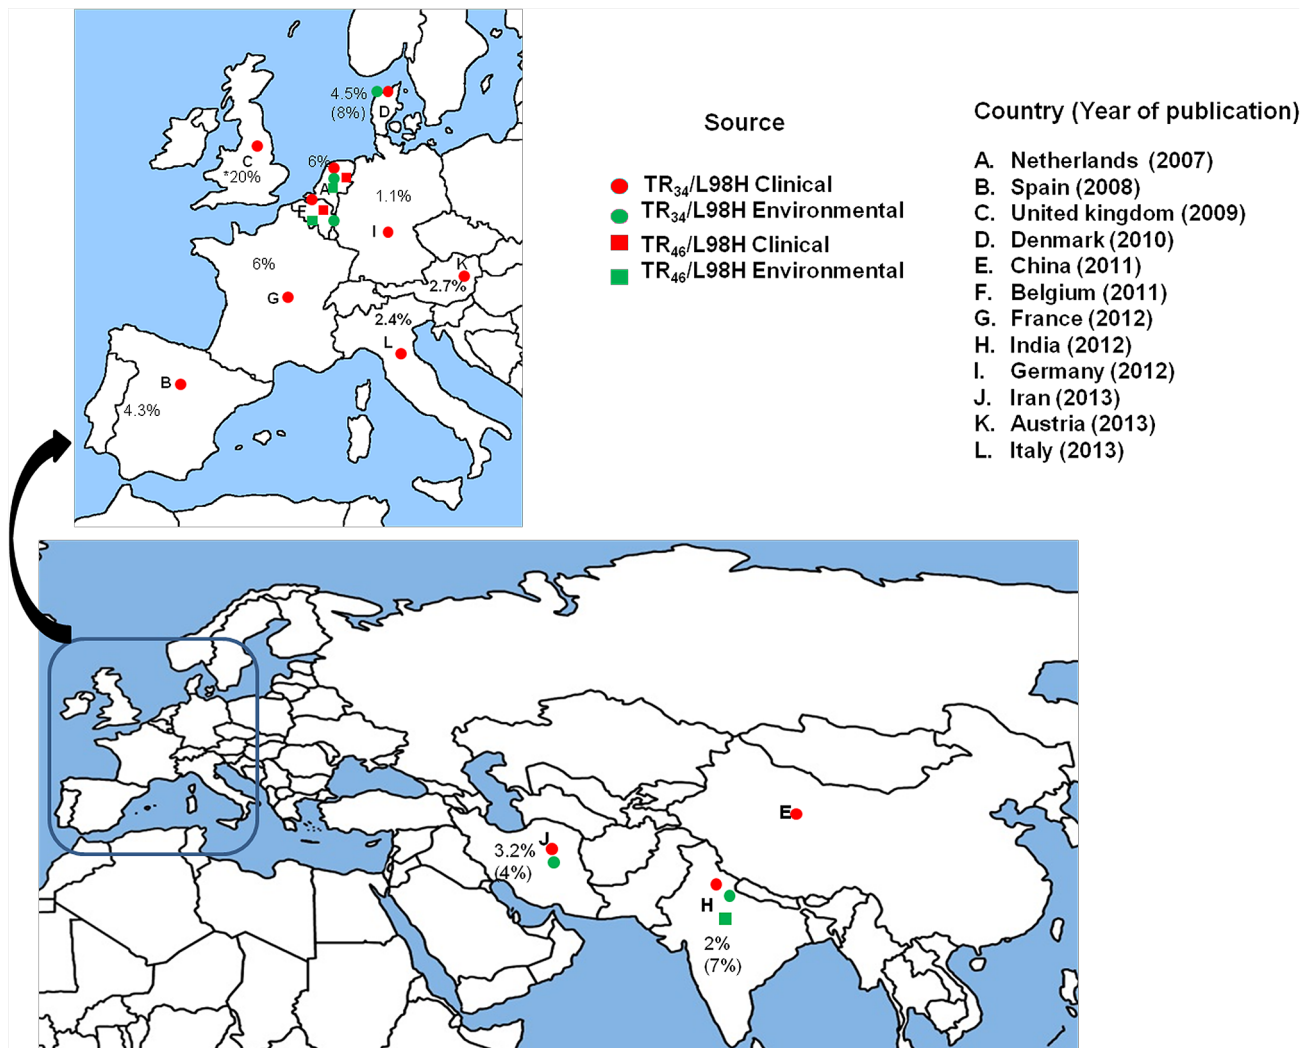 4.5%
(8%)
D
C
*20%
6%
A
E
1.1%
I
K
2.7%
6%
G
2.4%
L
B
4.3%
Source
TR34/L98H Clinical
TR34/L98H Environmental
TR46/L98H Clinical
TR46/L98H Environmental
Country (Year of publication)
A. Netherlands (2007)
B. Spain (2008)
C. United kingdom (2009)
D. Denmark (2010)
E. China (2011)
F. Belgium (2011)
G. France (2012)
H. India (2012)
I. Germany (2012)
J. Iran (2013)
K. Austria (2013)
L. Italy (2013)
E
J
3.2%
(4%)
H
2%
(7%)